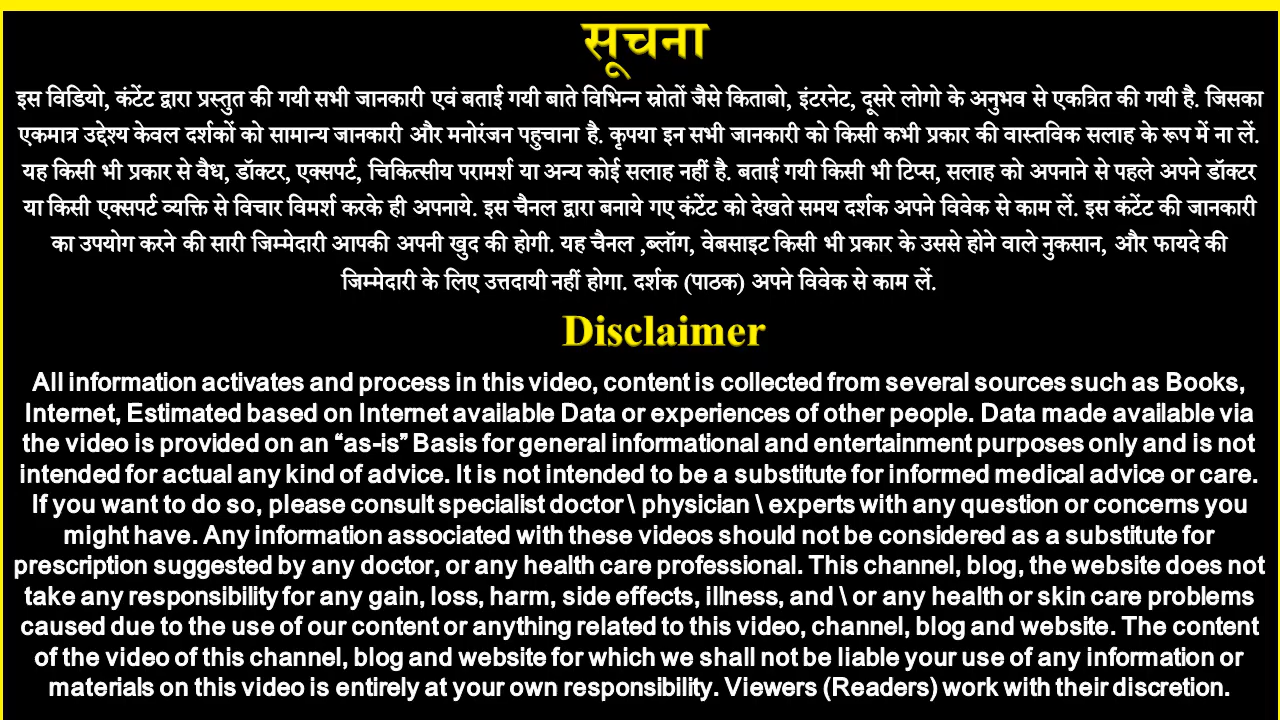 सूचना
इस विडियो, कंटेंट द्वारा प्रस्तुत की गयी सभी जानकारी एवं बताई गयी बाते विभिन्न स्रोतों जैसे किताबो, इंटरनेट, दूसरे लोगो के अनुभव से एकत्रित की गयी है. जिसका
एकमात्र उद्देश्य केवल दर्शकों को सामान्य जानकारी और मनोरंजन पहुचाना है. कृपया इन सभी जानकारी को किसी कभी प्रकार की वास्तविक सलाह के रूप में ना लें.
यह किसी भी प्रकार से वैध, डॉक्टर, एक्सपर्ट, चिकित्सीय परामर्श या अन्य कोई सलाह नहीं है. बताई गयी किसी भी टिप्स, सलाह को अपनाने से पहले अपने डॉक्टर
या किसी एक्सपर्ट व्यक्ति से विचार विमर्श करके ही अपनाये. इस चैनल द्वारा बनाये गए कंटेंट को देखते समय दर्शक अपने विवेक से काम लें. इस कंटेंट की जानकारी
का उपयोग करने की सारी जिम्मेदारी आपकी अपनी खुद की होगी. यह चैनल ,ब्लॉग, वेबसाइट किसी भी प्रकार के उससे होने वाले नुकसान, और फायदे की
जिम्मेदारी के लिए उत्तदायी नहीं होगा. दर्शक (पाठक) अपने विवेक से काम लें.
Disclaimer
All information activates and process in this video, content is collected from several sources such as Books,
Internet, Estimated based on Internet available Data or experiences of other people. Data made available via
the video is provided on an “as-is” Basis for general informational and entertainment purposes only and is not
intended for actual any kind of advice. It is not intended to be a substitute for informed medical advice or care.
If you want to do so, please consult specialist doctor \ physician \ experts with any question or concerns you
might have. Any information associated with these videos should not be considered as a substitute for
prescription suggested by any doctor, or any health care professional. This channel, blog, the website does not
take any responsibility for any gain, loss, harm, side effects, illness, and \ or any health or skin care problems
caused due to the use of our content or anything related to this video, channel, blog and website. The content
of the video of this channel, blog and website for which we shall not be liable your use of any information or
materials on this video is entirely at your own responsibility. Viewers (Readers) work with their discretion.